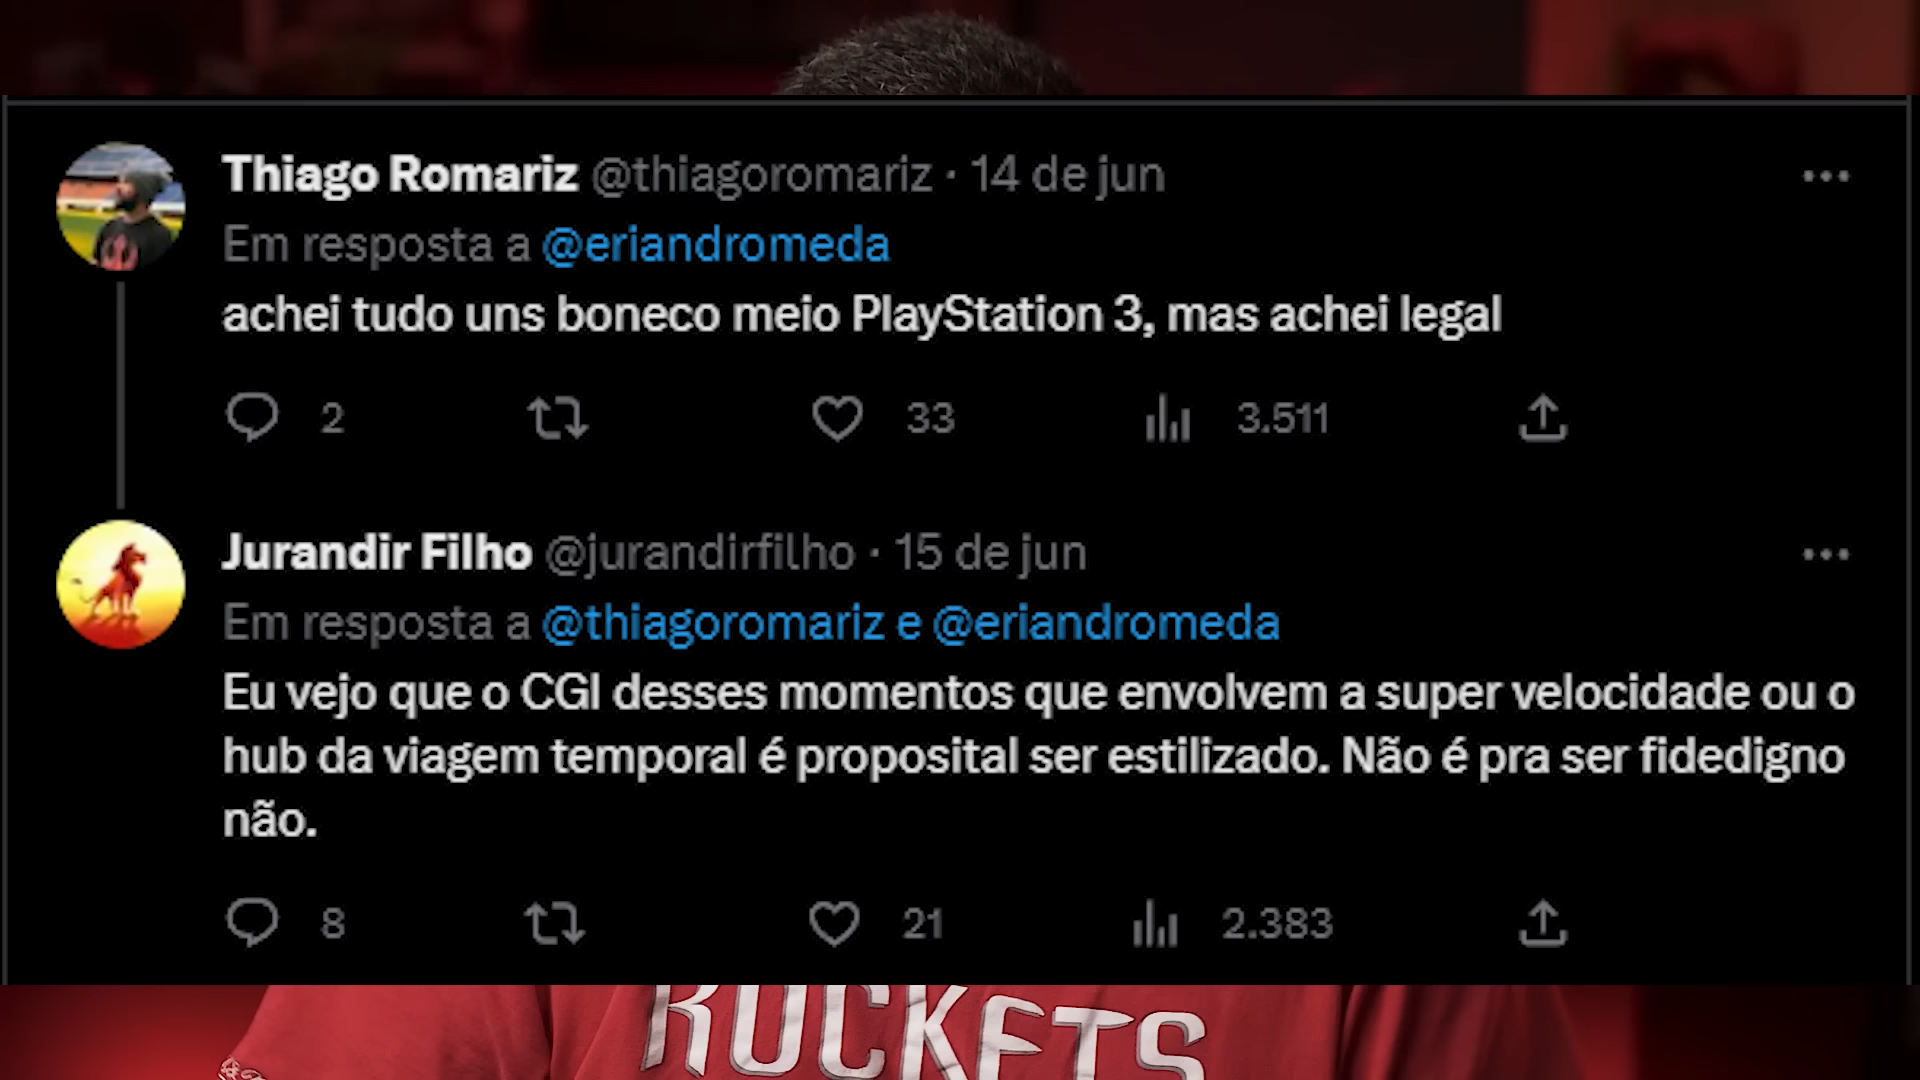 Thiago Romariz @thiagoromariz · 14 de jun
Em resposta a @eriandromeda
achei tudo uns boneco meio PlayStation 3, mas achei legal
2 33 3.511
Jurandir Filho @jurandirfilho · 15 de jun
Em resposta a @thiagoromariz e @eriandromeda
Eu vejo que o CGI desses momentos que envolvem a super velocidade ou o
hub da viagem temporal é proposital ser estilizado. Não é pra ser fidedigno
não.
8 21 2.383
ROCKETS